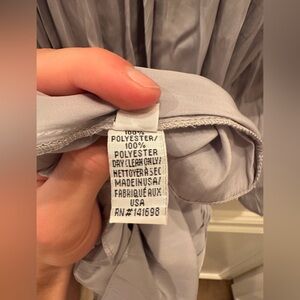 100%
POLYESTER/
100%
POLYESTER
DRY CLEAN ONLY/
NETTOYER A SEC
MADE IN USA/
FABRIQUE AUX
USA
RN# 141698